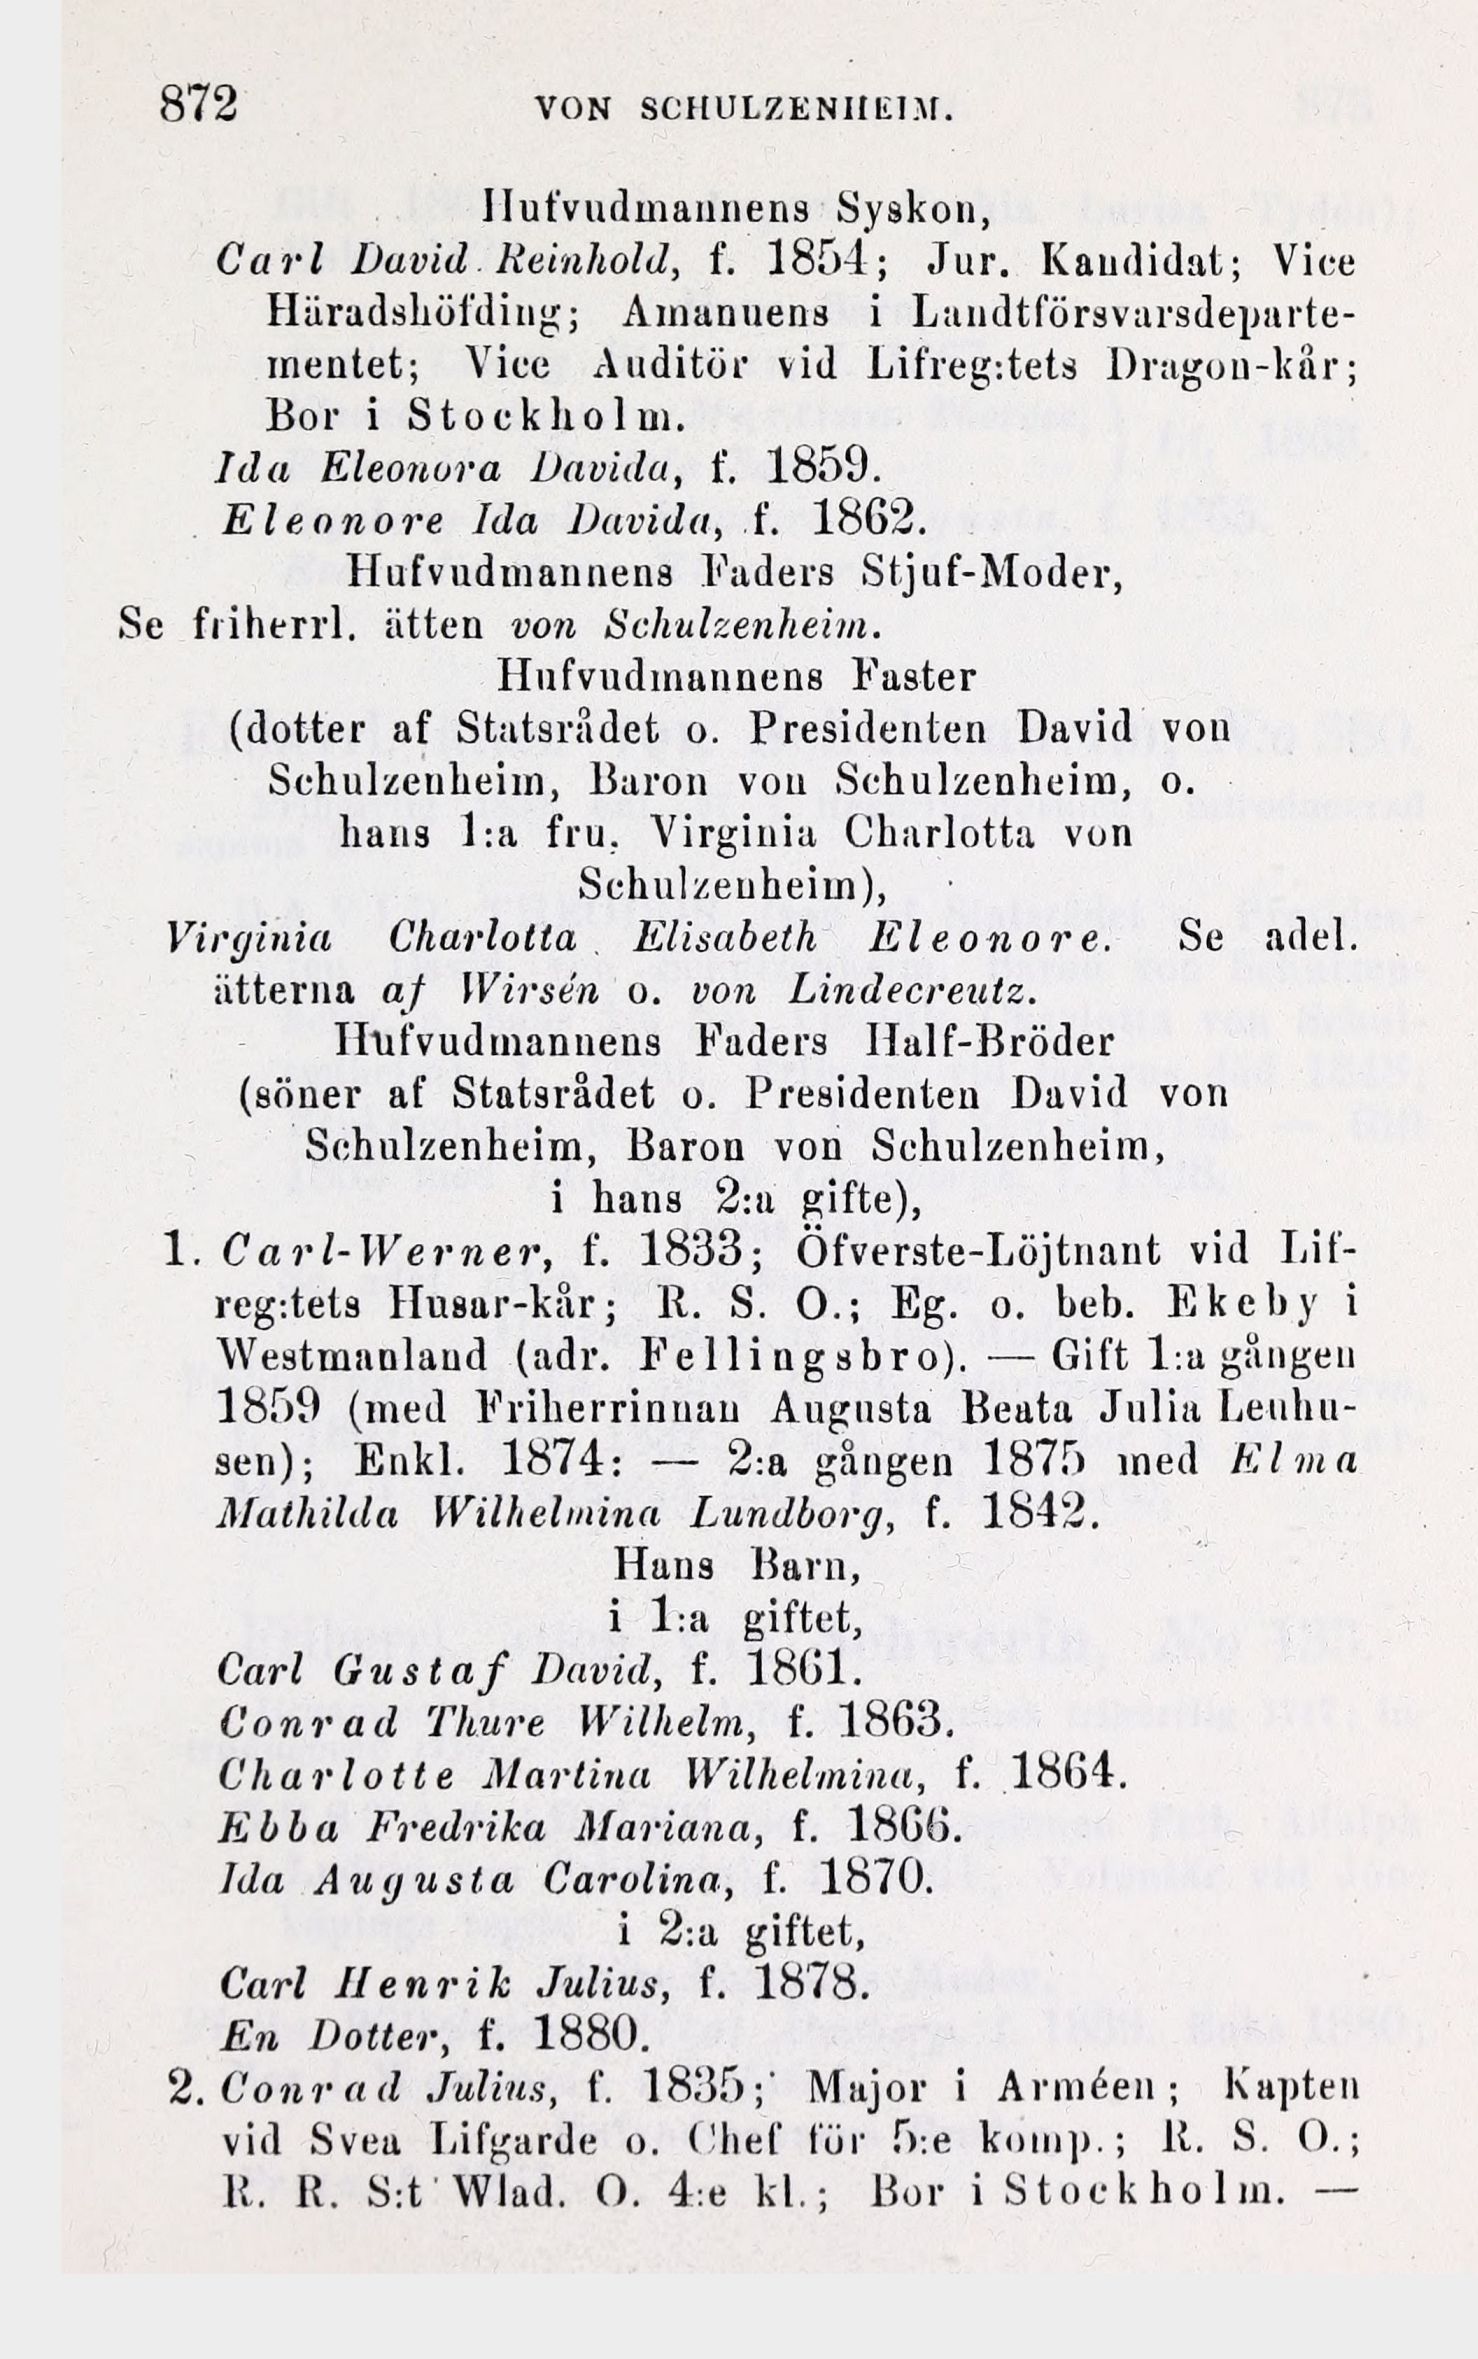 872 VON SCHULZENHEIM.
Hufvudmannens Syskon,
Carl David Reinhold, f. 1854; Jur. Kandidat; Vice
Häradshöfding; Amanuens i Landtförsvarsdeparte-
mentet; Vice Auditör vid Lifreg:tets Dragon-kår;
Bor i Stockholm.
Ida Eleonora Davida, f. 1859.
Eleonore Ida Davida, f. 1862.
Hufvudmannens Faders Stjuf-Moder,
Se friherrl. ätten von Schulzenheim.
Hufvudmannens Faster
(dotter af Statsrådet o. Presidenten David von
Schulzenheim, Baron von Schulzenheim, o.
hans 1:a fru, Virginia Charlotta von
Schulzenheim),
Virginia Charlotta Elisabeth Eleonore. Se adel.
ätterna af Wirsén o. von Lindecreutz.
Hufvudmannens Faders Half-Bröder
(söner af Statsrådet o. Presidenten David von
Schulzenheim, Baron von Schulzenheim,
i hans 2:a gifte),
1. Carl-Werner, f. 1833; Öfverste-Löjtnant vid Lif-
reg:tets Husar-kår; R. S. O.; Eg. o. beb. Ekeby i
Westmanland (adr. Fellingsbro). — Gift 1:a gången
1859 (med Friherrinnan Augusta Beata Julia Leuhu-
sen); Enkl. 1874: — 2:a gången 1875 med Elma
Mathilda Wilhelmina Lundborg, f. 1842.
Hans Barn,
i 1:a giftet,
Carl Gustaf David, f. 1861.
Conrad Thure Wilhelm, f. 1863.
Charlotte Martina Wilhelmina, f. 1864.
Ebba Fredrika Mariana, f. 1866.
Ida Augusta Carolina, f. 1870.
i 2:a giftet,
Carl Henrik Julius, f. 1878.
En Dotter, f. 1880.
2. Conrad Julius, f. 1835; Major i Arméen; Kapten
vid Svea Lifgarde o. Chef för 5:e komp.; R. S. O.;
R. R. S:t Wlad. O. 4:e kl.; Bor i Stockholm. —